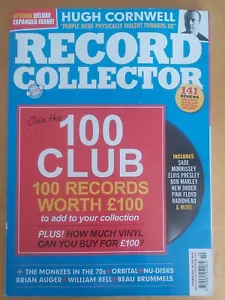 SPECIAL DELUXE
EXPANDED ISSUE!
HUGH CORNWELL
"PEOPLE WERE PHYSICALLY VIOLENT TOWARDS US"
RECORD
COLLECTOR
141
REVIEWS
Join the
100
CLUB
100 RECORDS
WORTH £100
to add to your collection
PLUS! HOW MUCH VINYL
CAN YOU BUY FOR £100?
INCLUDES
SADE
MORRISSEY
ELVIS PRESLEY
BOB MARLEY
NEW ORDER
PINK FLOYD
RADIOHEAD
& MORE
+ THE MONKEES IN THE 70s • ORBITAL • NU-DISKS
BRIAN AUGER • WILLIAM BELL • BEAU BRUMMELS